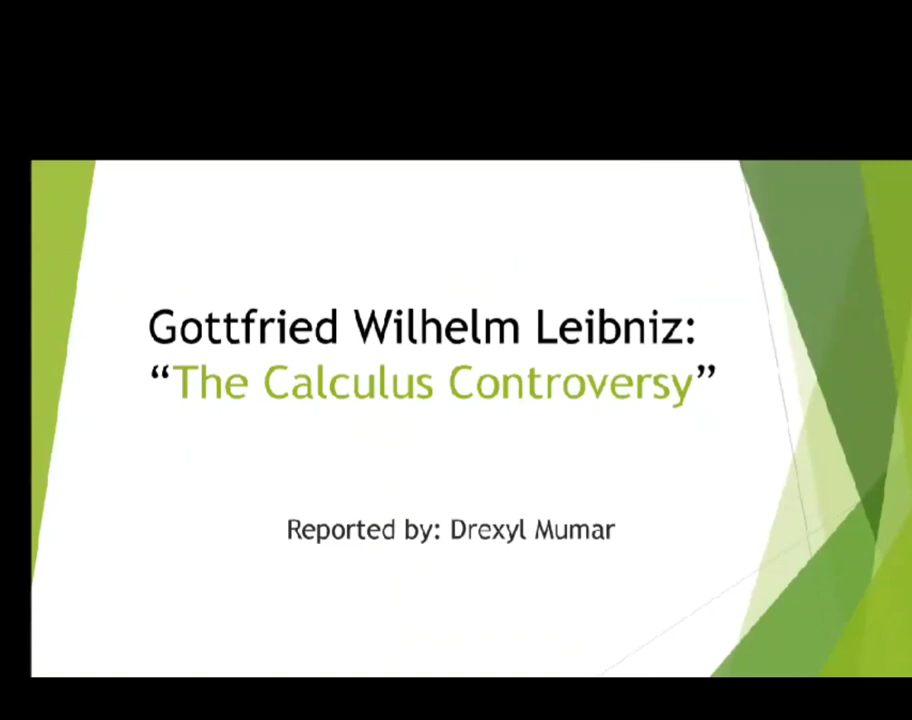 Gottfried Wilhelm Leibniz:
“The Calculus Controversy”
Reported by: Drexyl Mumar